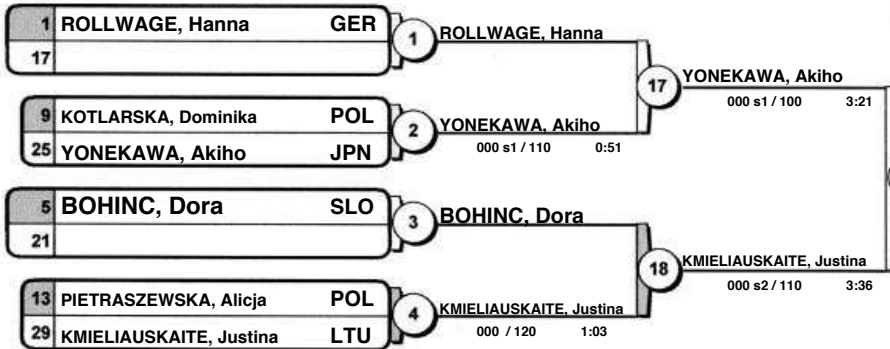 1 ROLLWAGE, Hanna GER
17
1
ROLLWAGE, Hanna
9 KOTLARSKA, Dominika POL
25 YONEKAWA, Akiho JPN
2
YONEKAWA, Akiho
000 s1 / 110 0:51
17
YONEKAWA, Akiho
000 s1 / 100 3:21
5 BOHINC, Dora SLO
21
3
BOHINC, Dora
13 PIETRASZEWSKA, Alicja POL
29 KMIELIAUSKAITE, Justina LTU
4
KMIELIAUSKAITE, Justina
000 / 120 1:03
18
KMIELIAUSKAITE, Justina
000 s2 / 110 3:36